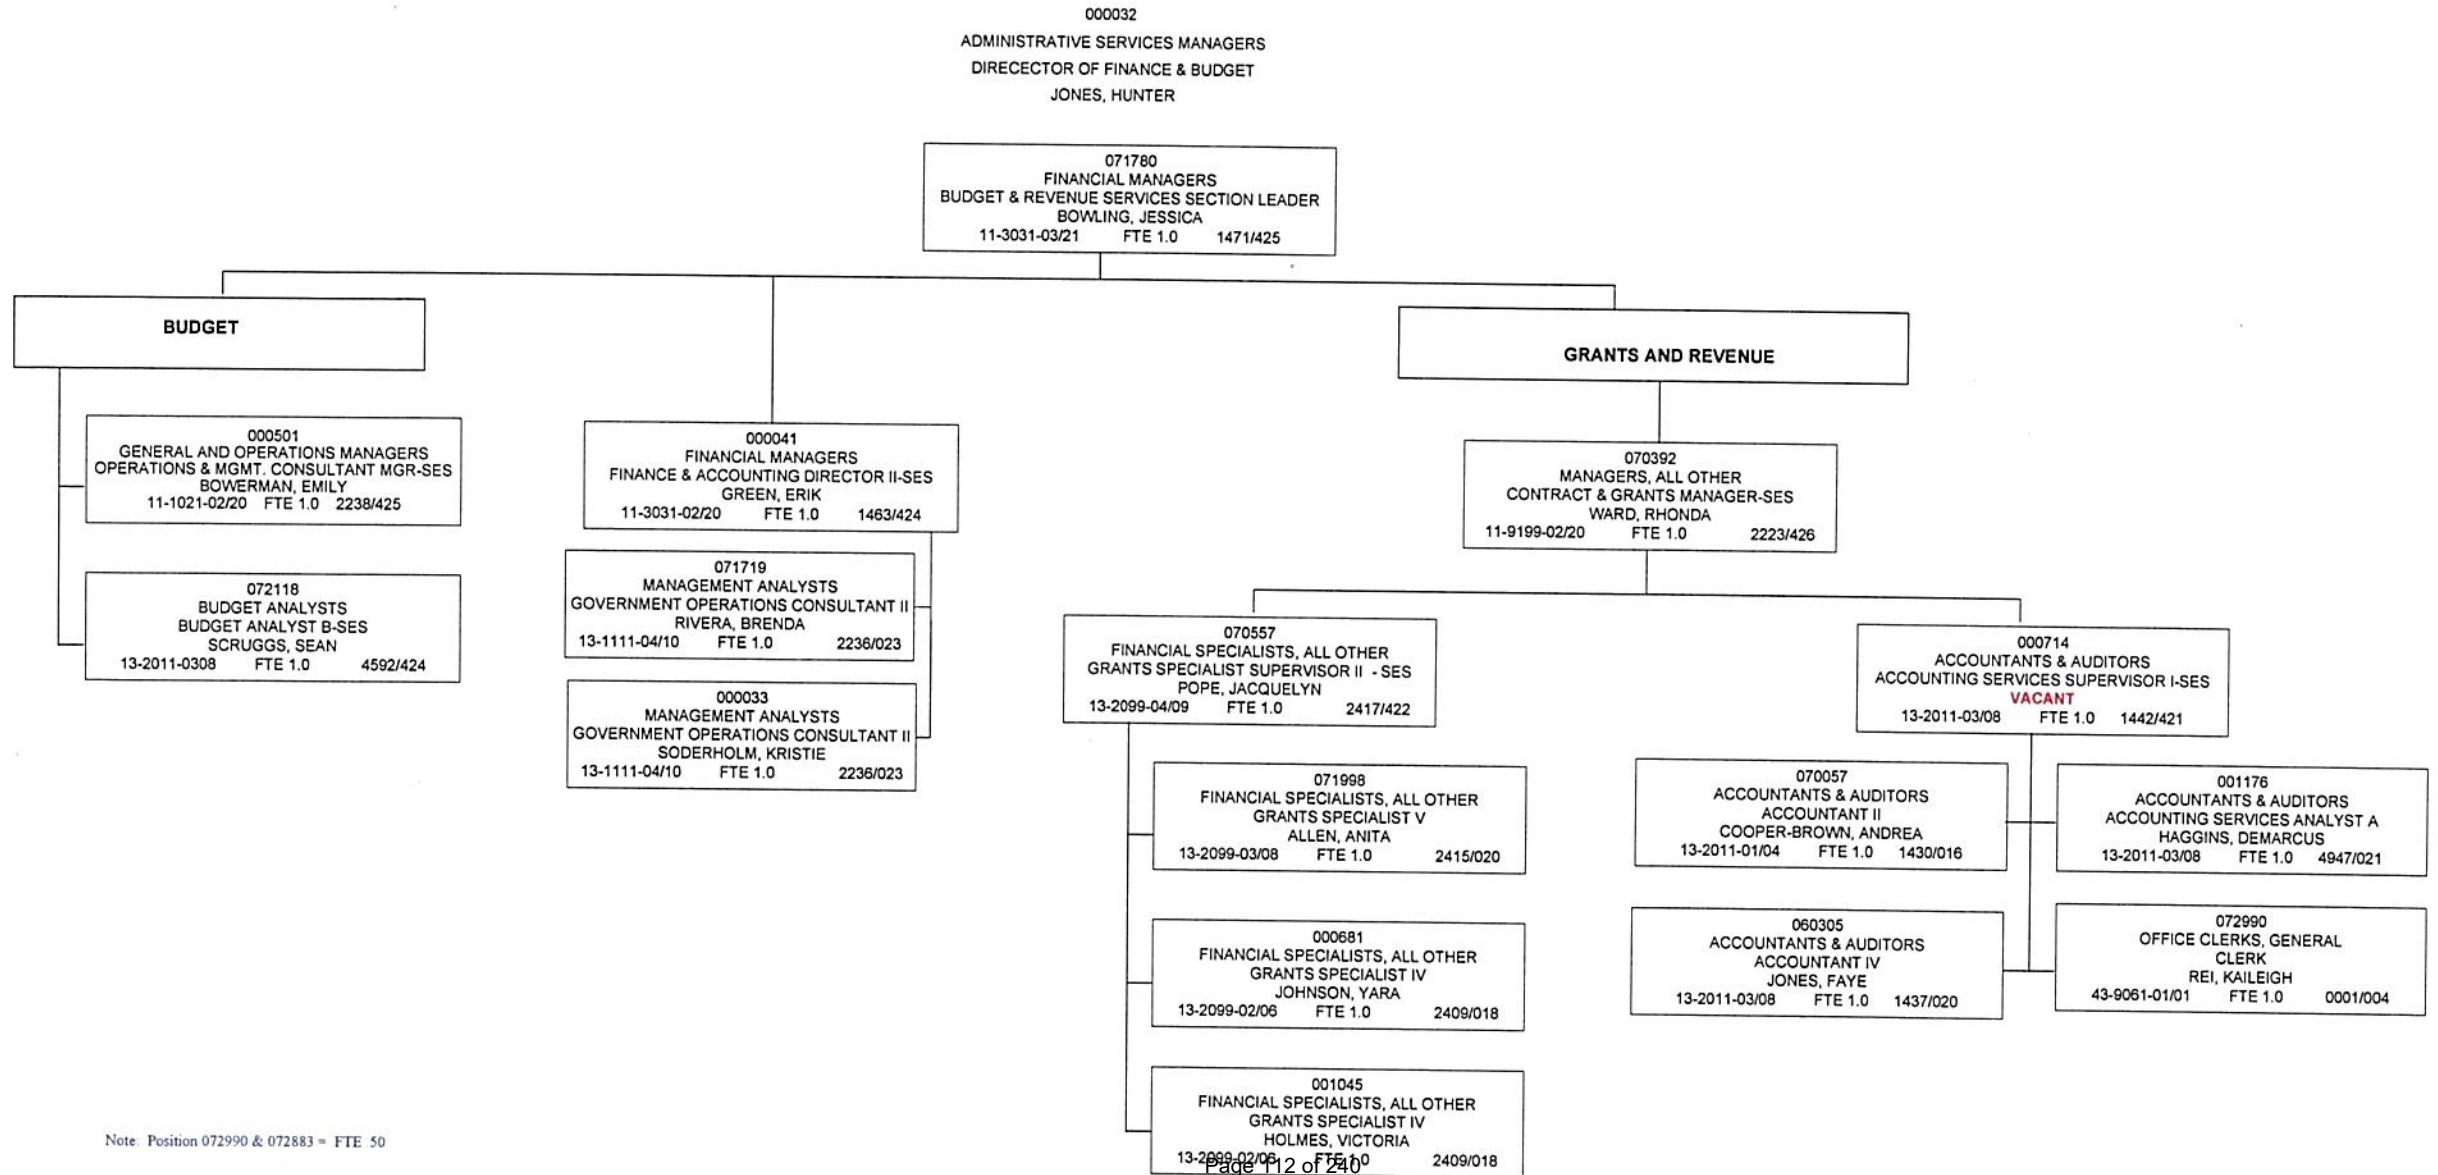 000032
ADMINISTRATIVE SERVICES MANAGERS
DIRECECTOR OF FINANCE & BUDGET
JONES, HUNTER
071780
FINANCIAL MANAGERS
BUDGET & REVENUE SERVICES SECTION LEADER
BOWLING, JESSICA
11-3031-03/21 FTE 1.0 1471/425
BUDGET
000501
GENERAL AND OPERATIONS MANAGERS
OPERATIONS & MGMT. CONSULTANT MGR-SES
BOWERMAN, EMILY
11-1021-02/20 FTE 1.0 2238/425
072118
BUDGET ANALYSTS
BUDGET ANALYST B-SES
SCRUGGS, SEAN
13-2011-0308 FTE 1.0 4592/424
000041
FINANCIAL MANAGERS
FINANCE & ACCOUNTING DIRECTOR II-SES
GREEN, ERIK
11-3031-02/20 FTE 1.0 1463/424
071719
MANAGEMENT ANALYSTS
GOVERNMENT OPERATIONS CONSULTANT II
RIVERA, BRENDA
13-1111-04/10 FTE 1.0 2236/023
000033
MANAGEMENT ANALYSTS
GOVERNMENT OPERATIONS CONSULTANT II
SODERHOLM, KRISTIE
13-1111-04/10 FTE 1.0 2236/023
GRANTS AND REVENUE
070392
MANAGERS, ALL OTHER
CONTRACT & GRANTS MANAGER-SES
WARD, RHONDA
11-9199-02/20 FTE 1.0 2223/426
070557
FINANCIAL SPECIALISTS, ALL OTHER
GRANTS SPECIALIST SUPERVISOR II - SES
POPE, JACQUELYN
13-2099-04/09 FTE 1.0 2417/422
071998
FINANCIAL SPECIALISTS, ALL OTHER
GRANTS SPECIALIST V
ALLEN, ANITA
13-2099-03/08 FTE 1.0 2415/020
000681
FINANCIAL SPECIALISTS, ALL OTHER
GRANTS SPECIALIST IV
JOHNSON, YARA
13-2099-02/06 FTE 1.0 2409/018
001045
FINANCIAL SPECIALISTS, ALL OTHER
GRANTS SPECIALIST IV
HOLMES, VICTORIA
13-2099-02/06 FTE 1.0 2409/018
000714
ACCOUNTANTS & AUDITORS
ACCOUNTING SERVICES SUPERVISOR I-SES
VACANT
13-2011-03/08 FTE 1.0 1442/421
070057
ACCOUNTANTS & AUDITORS
ACCOUNTANT II
COOPER-BROWN, ANDREA
13-2011-01/04 FTE 1.0 1430/016
001176
ACCOUNTANTS & AUDITORS
ACCOUNTING SERVICES ANALYST A
HAGGINS, DEMARCUS
13-2011-03/08 FTE 1.0 4947/021
060305
ACCOUNTANTS & AUDITORS
ACCOUNTANT IV
JONES, FAYE
13-2011-03/08 FTE 1.0 1437/020
072990
OFFICE CLERKS, GENERAL
CLERK
REI, KAILEIGH
43-9061-01/01 FTE 1.0 0001/004
Note: Position 072990 & 072883 = FTE 50
Page 112 of 240